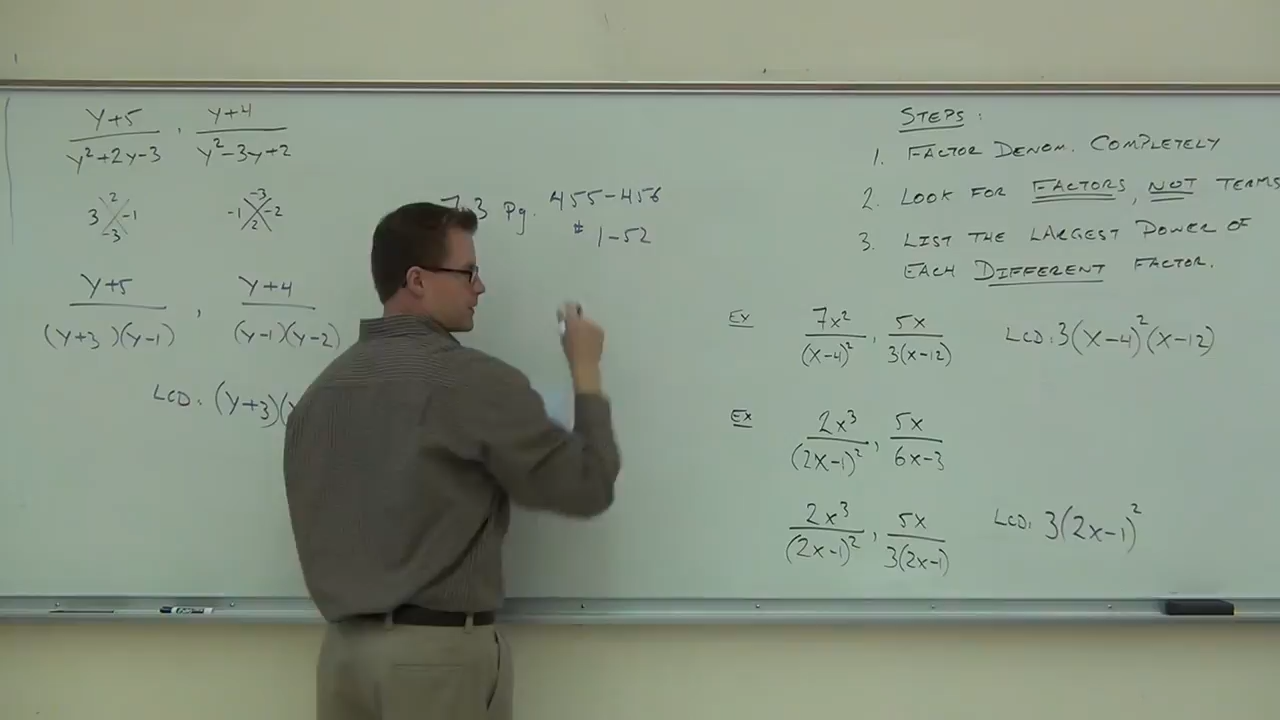 y+5 / y²+2y-3 , y+4 / y²-3y+2
2
3 -1
-3
-3
-1 -2
2
y+5 / (y+3)(y-1) , y+4 / (y-1)(y-2)
LCD: (y+3)(
7.3 Pg. 455-456
# 1-52
STEPS:
1. FACTOR DENOM. COMPLETELY
2. LOOK FOR FACTORS, NOT TERMS
3. LIST THE LARGEST POWER OF
EACH DIFFERENT FACTOR.
Ex 7x² / (x-4)² , 5x / 3(x-12) LCD: 3(x-4)²(x-12)
Ex 2x³ / (2x-1)² , 5x / 6x-3
2x³ / (2x-1)² , 5x / 3(2x-1) LCD: 3(2x-1)²